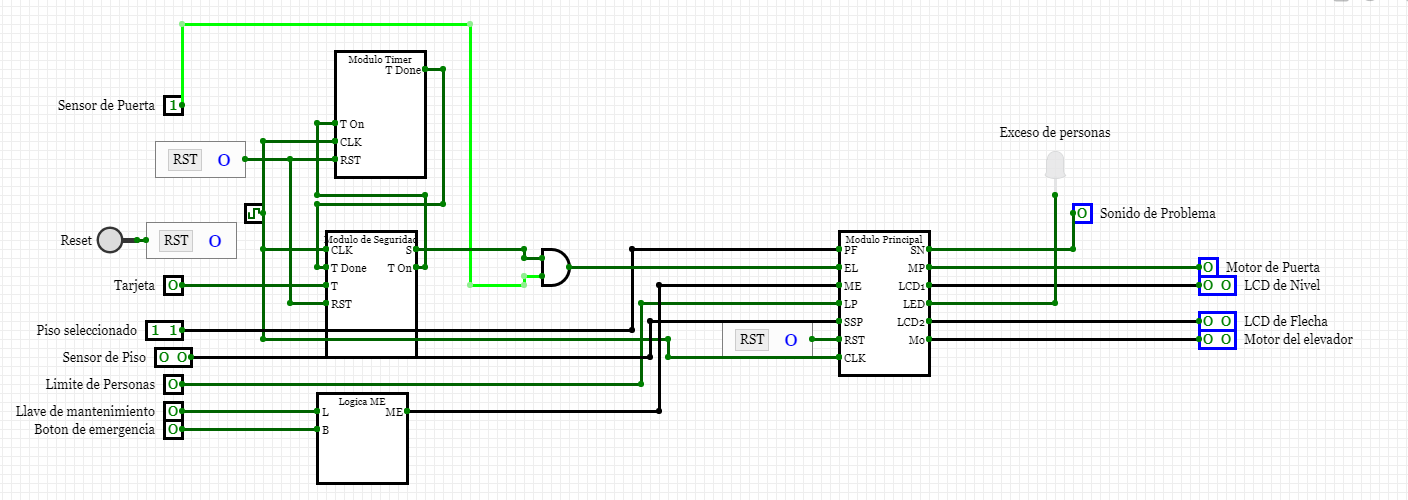 Modulo Timer
T Done
Sensor de Puerta 1
T On
Exceso de personas
CLK
RST O
RST
Sonido de Problema
O
Reset RST O
Modulo de Seguridad
Modulo Principal
CLK S
PF SN
T Done T On
EL MP
O Motor de Puerta
Tarjeta O
T
ME LCD1
O O LCD de Nivel
RST
LP LED
Piso seleccionado 1 1
SSP LCD2
O O LCD de Flecha
RST O
RST Mo
O O Motor del elevador
Sensor de Piso O O
CLK
Limite de Personas O
Logica ME
Llave de mantenimiento O
L ME
Boton de emergencia O
B